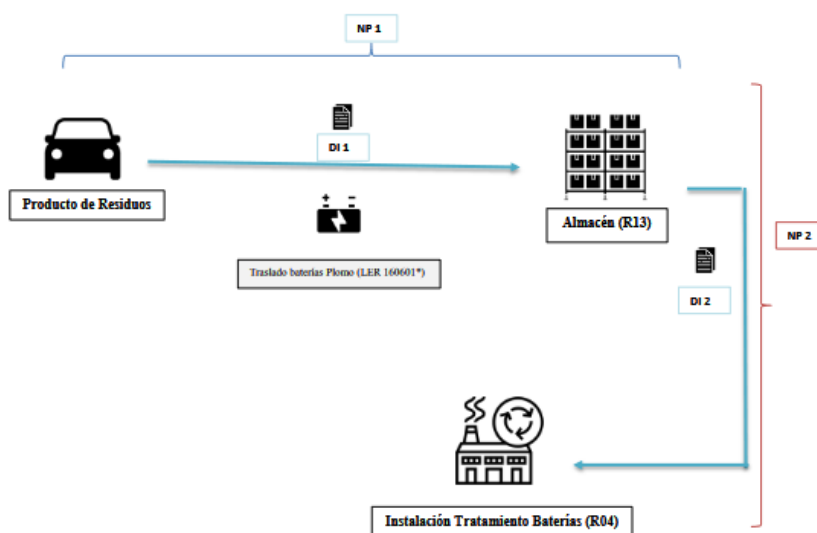 NP 1
DI 1
Producto de Residuos
Almacén (R13)
Traslado baterías Plomo (LER 160601*)
NP 2
DI 2
Instalación Tratamiento Baterías (R04)